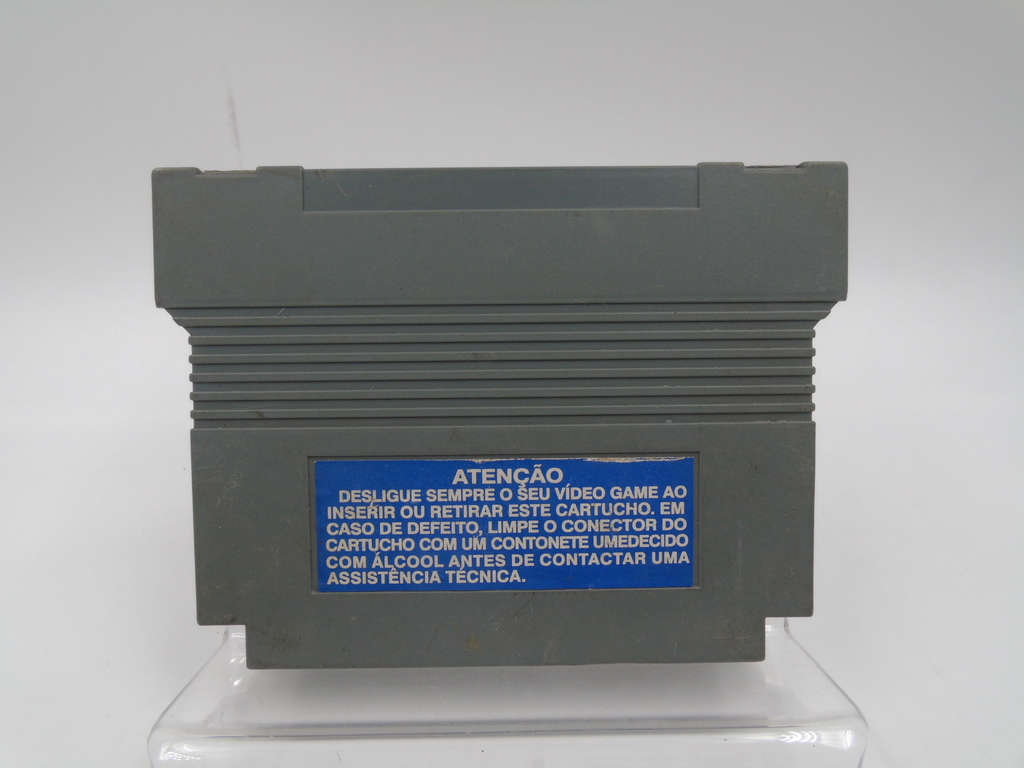 ATENÇÃO
DESLIGUE SEMPRE O SEU VÍDEO GAME AO
INSERIR OU RETIRAR ESTE CARTUCHO. EM
CASO DE DEFEITO, LIMPE O CONECTOR DO
CARTUCHO COM UM CONTONETE UMEDECIDO
COM ÁLCOOL ANTES DE CONTACTAR UMA
ASSISTÊNCIA TÉCNICA.